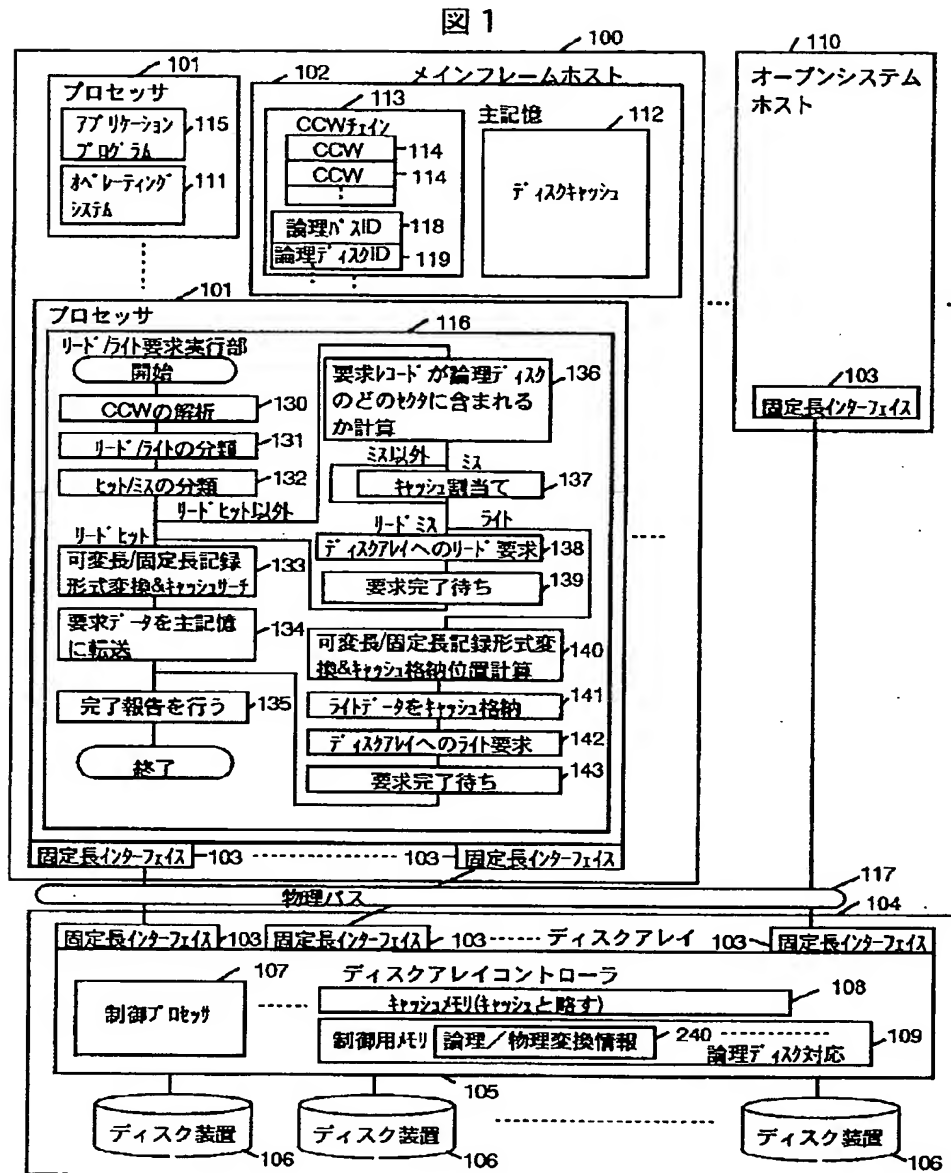 図1
100
メインフレームホスト
101
プロセッサ
アプリケーション
プログラム
115
オペレーティング
システム
111
102
113
CCWチェイン
CCW
114
CCW
114
論理パスID
118
論理ディスクID
119
主記憶
112
ディスクキャッシュ
110
オープンシステム
ホスト
103
固定長インターフェイス
101
プロセッサ
116
リード/ライト要求実行部
開始
CCWの解析
130
リード/ライトの分類
131
ヒット/ミスの分類
132
リードヒット以外
リードヒット
可変長/固定長記録
形式変換&キャッシュサーチ
133
要求データを主記憶
に転送
134
完了報告を行う
135
終了
要求レコードが論理ディスク
のどのセクタに含まれる
か計算
136
ミス以外
ミス
キャッシュ割当て
137
リードミス
ライト
ディスクアレイへのリード要求
138
要求完了待ち
139
可変長/固定長記録形式変
換&キャッシュ格納位置計算
140
ライトデータをキャッシュ格納
141
ディスクアレイへのライト要求
142
要求完了待ち
143
固定長インターフェイス
103
103
固定長インターフェイス
物理パス
117
104
固定長インターフェイス
103
固定長インターフェイス
103
ディスクアレイ
103
固定長インターフェイス
107
制御プロセッサ
ディスクアレイコントローラ
キャッシュメモリ(キャッシュと略す)
108
制御用メモリ
論理/物理変換情報
240
論理ディスク対応
109
105
ディスク装置
106
ディスク装置
106
ディスク装置
106